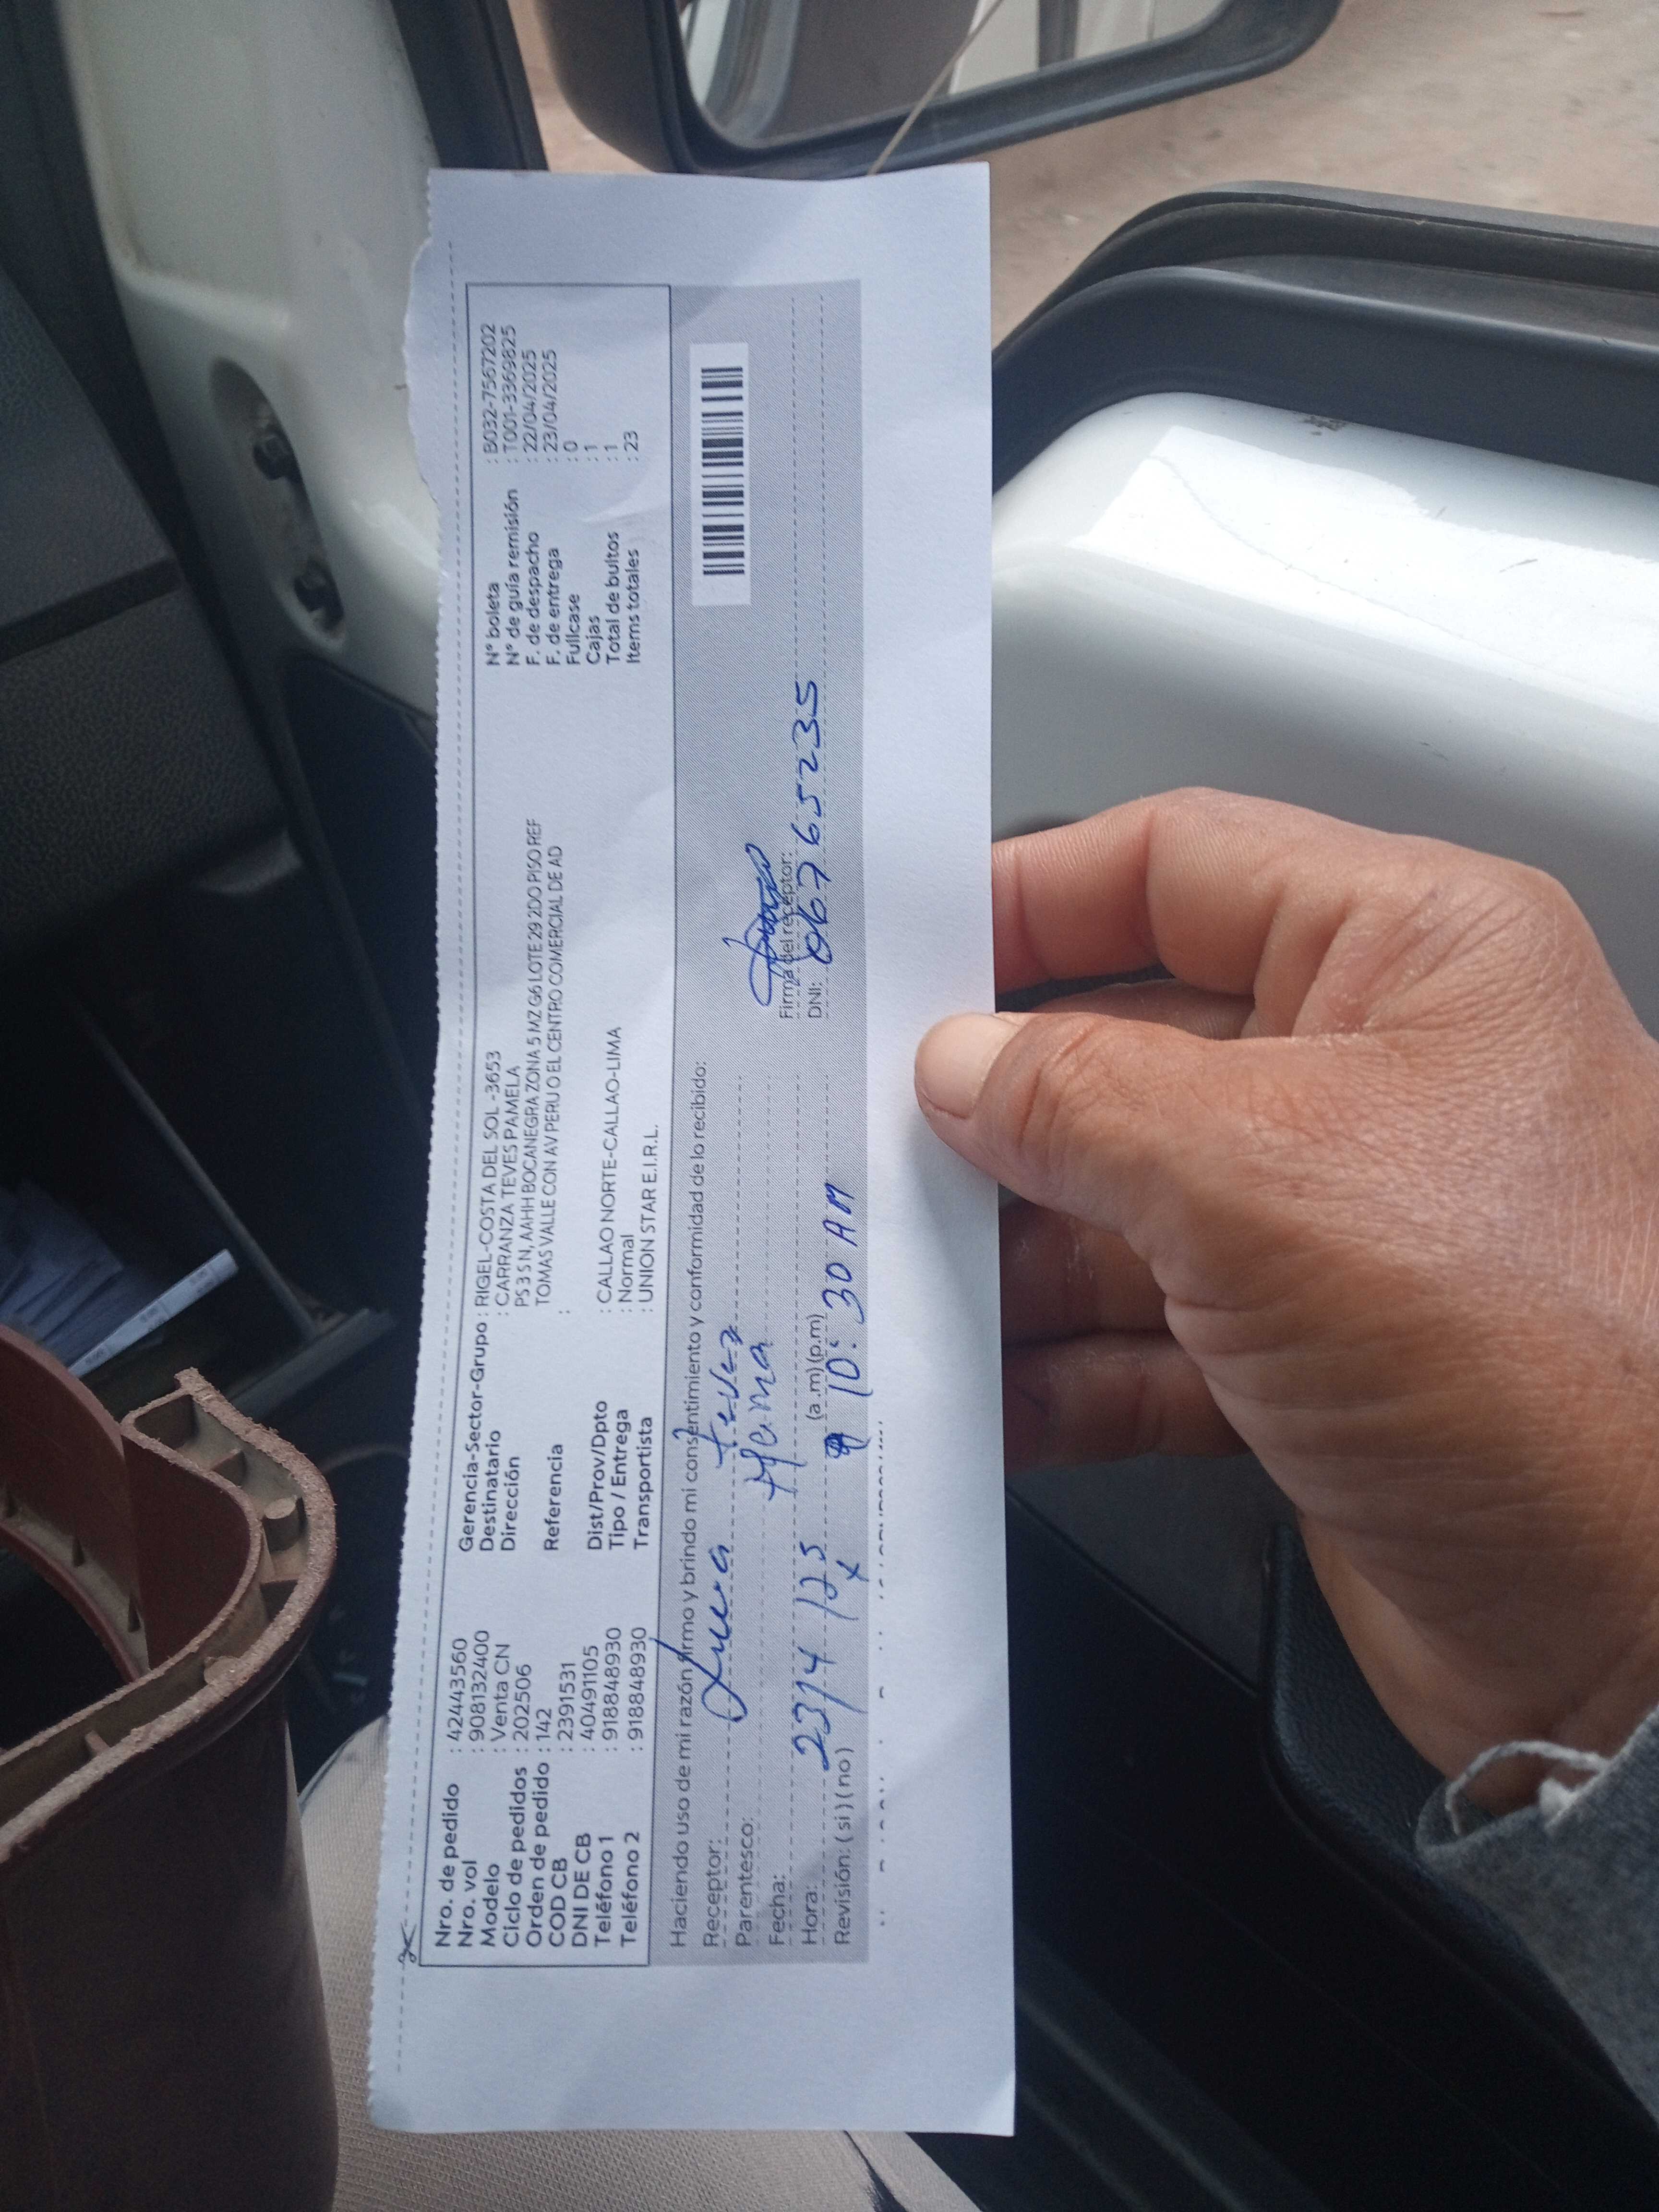 Nro. de pedido : 42443560
Nro. vol : 908132400
Modelo : Venta CN
Ciclo de pedidos : 202506
Orden de pedido : 142
COD CB : 2391531
DNI DE CB : 40491105
Teléfono 1 : 918848930
Teléfono 2 : 918848930
Gerencia-Sector-Grupo : RIGEL-COSTA DEL SOL -3653
Destinatario : CARRANZA TEVES PAMELA
Dirección PS 3 S N, AAHH BOCANEGRA ZONA 5 MZ G6 LOTE 29 2DO PISO REF
TOMAS VALLE CON AV PERU O EL CENTRO COMERCIAL DE AD
Referencia :
Dist/Prov/Dpto : CALLAO NORTE-CALLAO-LIMA
Tipo / Entrega : Normal
Transportista : UNION STAR E.I.R.L.
N° boleta : B032-7567202
N° de guía remisión : T001-3369825
F. de despacho : 22/04/2025
F. de entrega : 23/04/2025
Fullcase : 0
Cajas : 1
Total de bultos : 1
Items totales : 23
Haciendo uso de mi razón firmo y brindo mi consentimiento y conformidad de lo recibido:
Receptor: tevez
Parentesco: Mama
Fecha: 23/4/25
Hora: (a.m)(p.m) 10:30 AM
Revisión: ( si ) ( no ) x
Firma del receptor:
DNI: 06765235